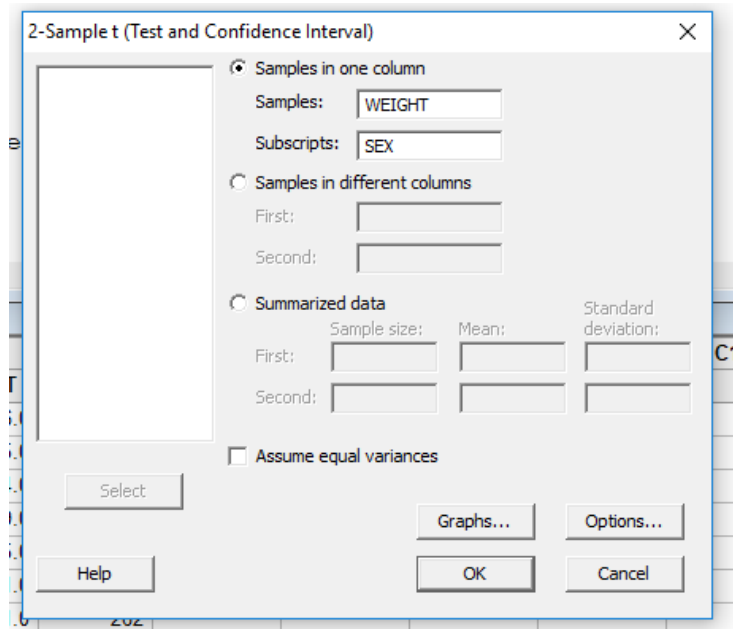 2-Sample t (Test and Confidence Interval)
Samples in one column
Samples: WEIGHT
Subscripts: SEX
Samples in different columns
First:
Second:
Summarized data
Sample size: Mean: Standard deviation:
First:
Second:
Assume equal variances
Select
Graphs... Options...
Help OK Cancel